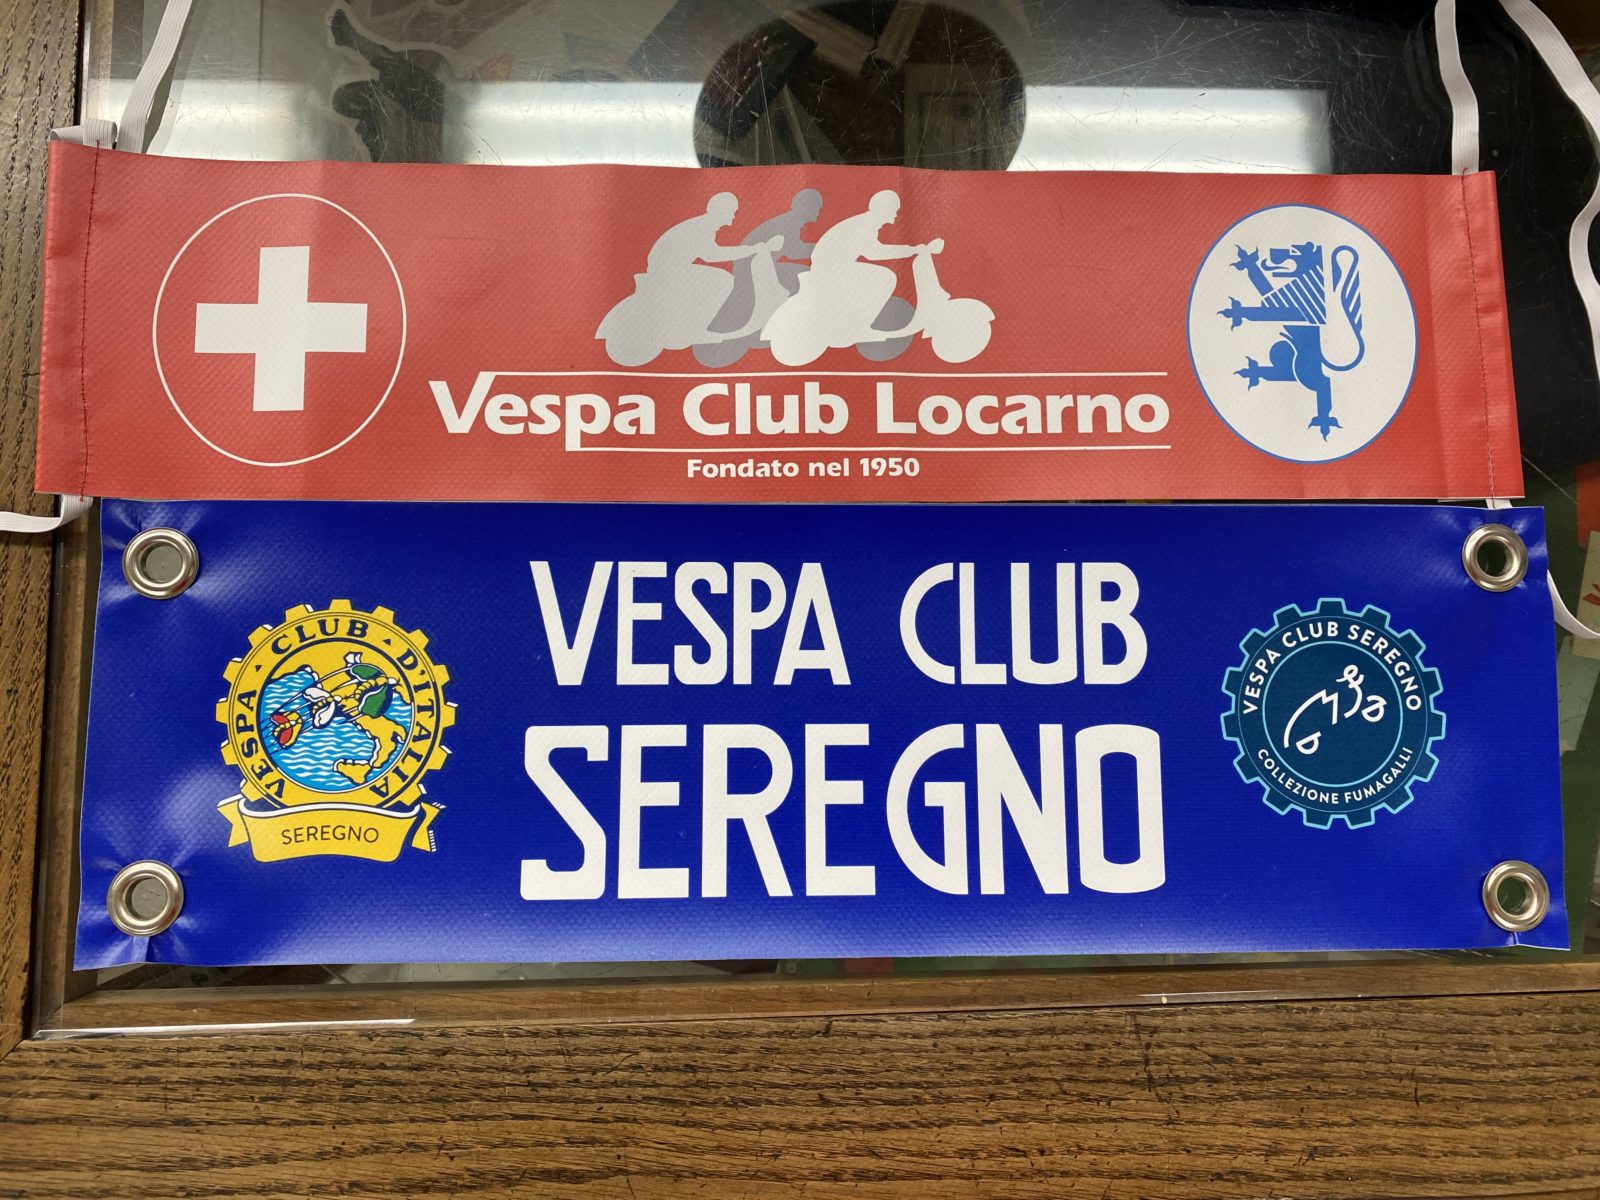 Vespa Club Locarno
Fondato nel 1950
VESPA CLUB
SEREGNO
VESPA CLUB D'ITALIA
SEREGNO
VESPA CLUB SEREGNO
COLLEZIONE FUMAGALLI